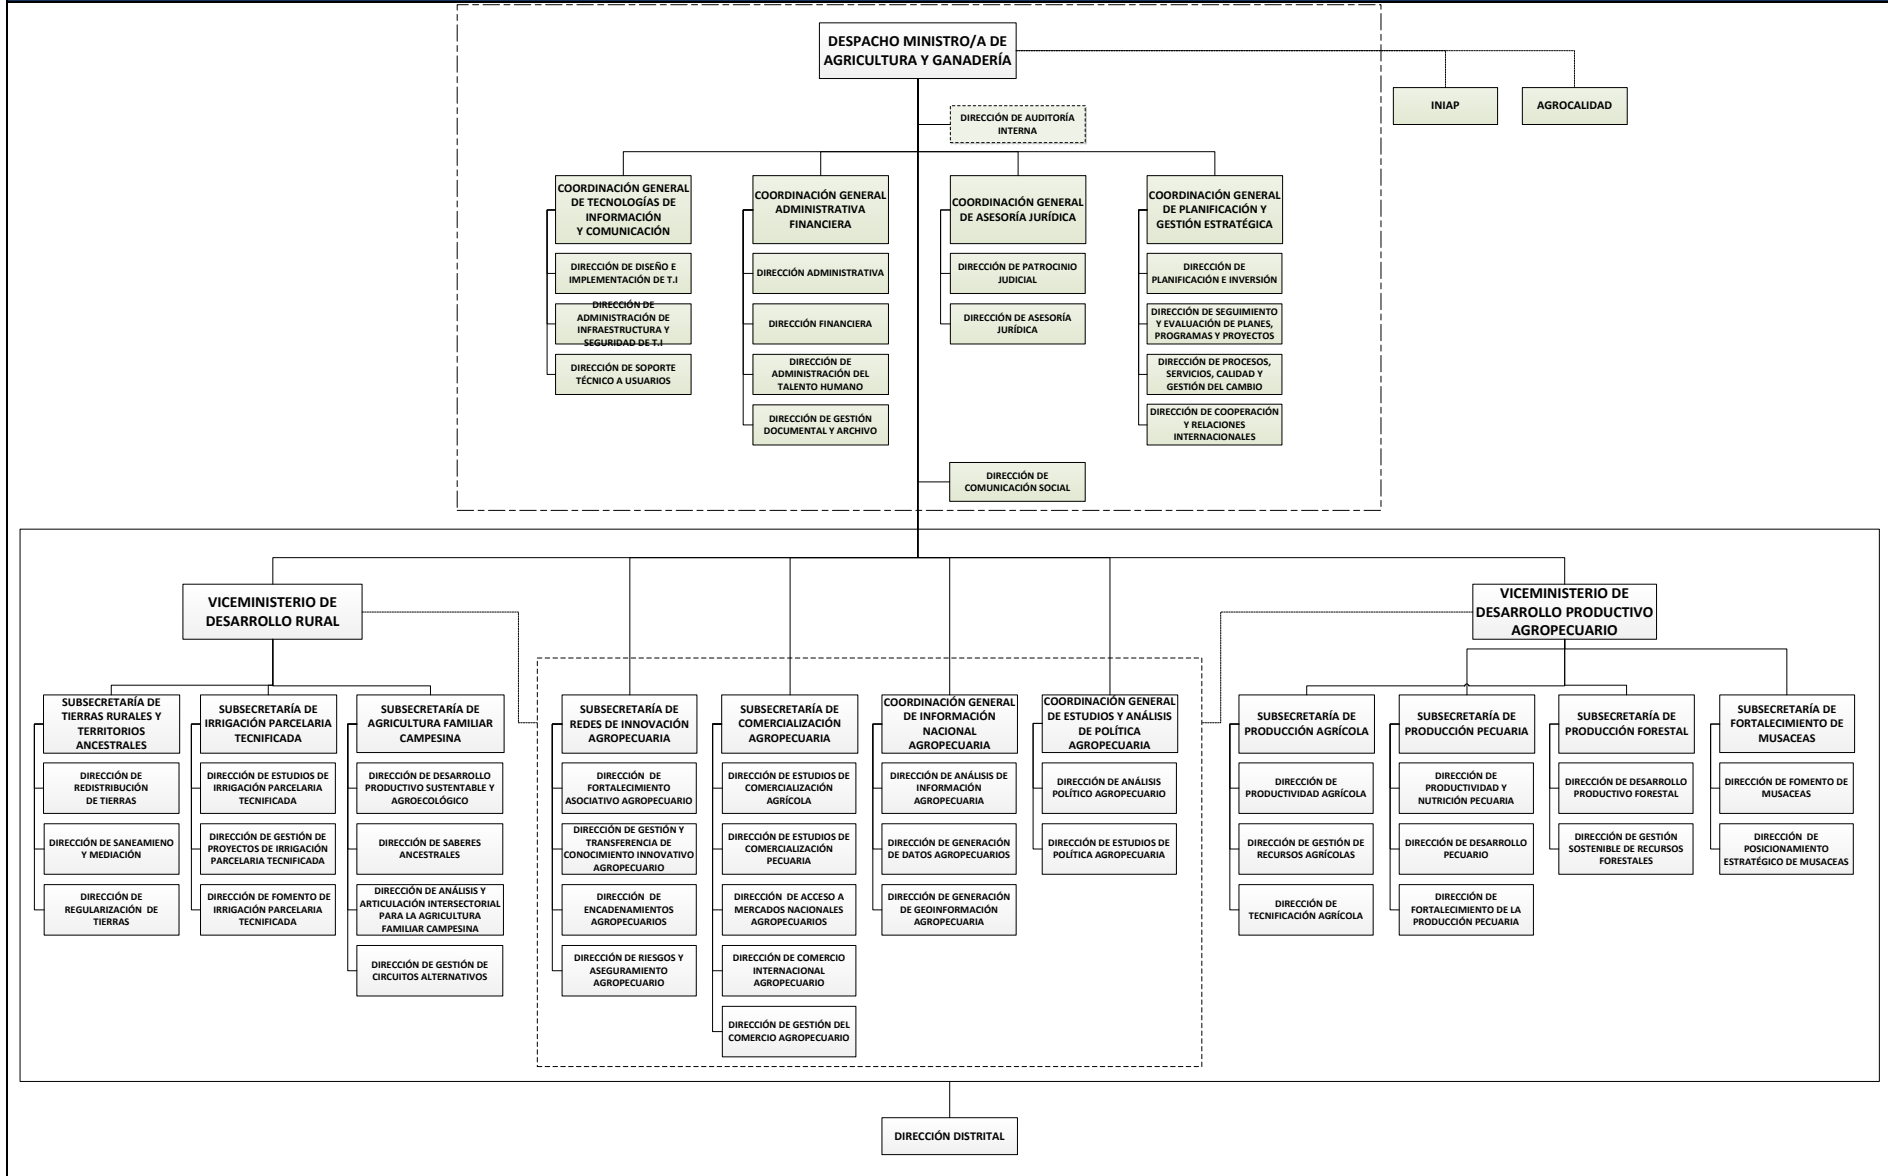 DESPACHO MINISTRO/A DE
AGRICULTURA Y GANADERÍA
INIAP
AGROCALIDAD
DIRECCIÓN DE AUDITORÍA
INTERNA
COORDINACIÓN GENERAL
DE TECNOLOGÍAS DE
INFORMACIÓN
Y COMUNICACIÓN
DIRECCIÓN DE DISEÑO E
IMPLEMENTACIÓN DE T.I
DIRECCIÓN DE
ADMINISTRACIÓN DE
INFRAESTRUCTURA Y
SEGURIDAD DE T.I
DIRECCIÓN DE SOPORTE
TÉCNICO A USUARIOS
COORDINACIÓN GENERAL
ADMINISTRATIVA
FINANCIERA
DIRECCIÓN ADMINISTRATIVA
DIRECCIÓN FINANCIERA
DIRECCIÓN DE
ADMINISTRACIÓN DEL
TALENTO HUMANO
DIRECCIÓN DE GESTIÓN
DOCUMENTAL Y ARCHIVO
COORDINACIÓN GENERAL
DE ASESORÍA JURÍDICA
DIRECCIÓN DE PATROCINIO
JUDICIAL
DIRECCIÓN DE ASESORÍA
JURÍDICA
COORDINACIÓN GENERAL
DE PLANIFICACIÓN Y
GESTIÓN ESTRATÉGICA
DIRECCIÓN DE
PLANIFICACIÓN E INVERSIÓN
DIRECCIÓN DE SEGUIMIENTO
Y EVALUACIÓN DE PLANES,
PROGRAMAS Y PROYECTOS
DIRECCIÓN DE PROCESOS,
SERVICIOS, CALIDAD Y
GESTIÓN DEL CAMBIO
DIRECCIÓN DE COOPERACIÓN
Y RELACIONES
INTERNACIONALES
DIRECCIÓN DE
COMUNICACIÓN SOCIAL
VICEMINISTERIO DE
DESARROLLO RURAL
VICEMINISTERIO DE
DESARROLLO PRODUCTIVO
AGROPECUARIO
SUBSECRETARÍA DE
TIERRAS RURALES Y
TERRITORIOS
ANCESTRALES
DIRECCIÓN DE
REDISTRIBUCIÓN
DE TIERRAS
DIRECCIÓN DE SANEAMIENO
Y MEDIACIÓN
DIRECCIÓN DE
REGULARIZACIÓN DE
TIERRAS
SUBSECRETARÍA DE
IRRIGACIÓN PARCELARIA
TECNIFICADA
DIRECCIÓN DE ESTUDIOS DE
IRRIGACIÓN PARCELARIA
TECNIFICADA
DIRECCIÓN DE GESTIÓN DE
PROYECTOS DE IRRIGACIÓN
PARCELARIA TECNIFICADA
DIRECCIÓN DE FOMENTO DE
IRRIGACIÓN PARCELARIA
TECNIFICADA
SUBSECRETARÍA DE
AGRICULTURA FAMILIAR
CAMPESINA
DIRECCIÓN DE DESARROLLO
PRODUCTIVO SUSTENTABLE Y
AGROECOLÓGICO
DIRECCIÓN DE SABERES
ANCESTRALES
DIRECCIÓN DE ANÁLISIS Y
ARTICULACIÓN INTERSECTORIAL
PARA LA AGRICULTURA
FAMILIAR CAMPESINA
DIRECCIÓN DE GESTIÓN DE
CIRCUITOS ALTERNATIVOS
SUBSECRETARÍA DE
REDES DE INNOVACIÓN
AGROPECUARIA
DIRECCIÓN DE
FORTALECIMIENTO
ASOCIATIVO AGROPECUARIO
DIRECCIÓN DE GESTIÓN Y
TRANSFERENCIA DE
CONOCIMIENTO INNOVATIVO
AGROPECUARIO
DIRECCIÓN DE
ENCADENAMIENTOS
AGROPECUARIOS
DIRECCIÓN DE RIESGOS Y
ASEGURAMIENTO
AGROPECUARIO
SUBSECRETARÍA DE
COMERCIALIZACIÓN
AGROPECUARIA
DIRECCIÓN DE ESTUDIOS DE
COMERCIALIZACIÓN
AGRÍCOLA
DIRECCIÓN DE ESTUDIOS DE
COMERCIALIZACIÓN
PECUARIA
DIRECCIÓN DE ACCESO A
MERCADOS NACIONALES
AGROPECUARIOS
DIRECCIÓN DE COMERCIO
INTERNACIONAL
AGROPECUARIO
DIRECCIÓN DE GESTIÓN DEL
COMERCIO AGROPECUARIO
COORDINACIÓN GENERAL
DE INFORMACIÓN
NACIONAL
AGROPECUARIA
DIRECCIÓN DE ANÁLISIS DE
INFORMACIÓN
AGROPECUARIA
DIRECCIÓN DE GENERACIÓN
DE DATOS AGROPECUARIOS
DIRECCIÓN DE GENERACIÓN
DE GEOINFORMACIÓN
AGROPECUARIA
COORDINACIÓN GENERAL
DE ESTUDIOS Y ANÁLISIS
DE POLÍTICA
AGROPECUARIA
DIRECCIÓN DE ANÁLISIS
POLÍTICO AGROPECUARIO
DIRECCIÓN DE ESTUDIOS DE
POLÍTICA AGROPECUARIA
SUBSECRETARÍA DE
PRODUCCIÓN AGRÍCOLA
DIRECCIÓN DE
PRODUCTIVIDAD AGRÍCOLA
DIRECCIÓN DE GESTIÓN DE
RECURSOS AGRÍCOLAS
DIRECCIÓN DE
TECNIFICACIÓN AGRÍCOLA
SUBSECRETARÍA DE
PRODUCCIÓN PECUARIA
DIRECCIÓN DE
PRODUCTIVIDAD Y
NUTRICIÓN PECUARIA
DIRECCIÓN DE DESARROLLO
PECUARIO
DIRECCIÓN DE
FORTALECIMIENTO DE LA
PRODUCCIÓN PECUARIA
SUBSECRETARÍA DE
PRODUCCIÓN FORESTAL
DIRECCIÓN DE DESARROLLO
PRODUCTIVO FORESTAL
DIRECCIÓN DE GESTIÓN
SOSTENIBLE DE RECURSOS
FORESTALES
SUBSECRETARÍA DE
FORTALECIMIENTO DE
MUSACEAS
DIRECCIÓN DE FOMENTO DE
MUSACEAS
DIRECCIÓN DE
POSICIONAMIENTO
ESTRATÉGICO DE MUSACEAS
DIRECCIÓN DISTRITAL